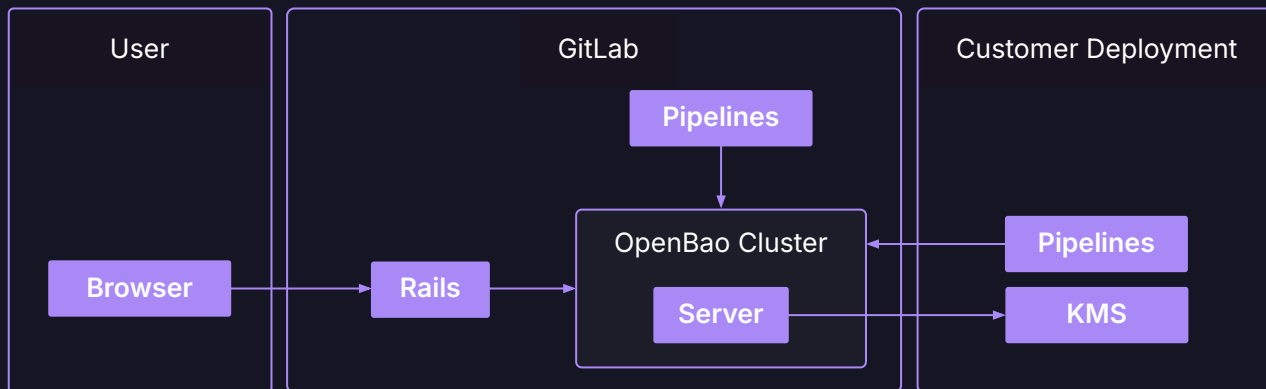 User
GitLab
Customer Deployment
Pipelines
OpenBao Cluster
Pipelines
Browser
Rails
Server
KMS